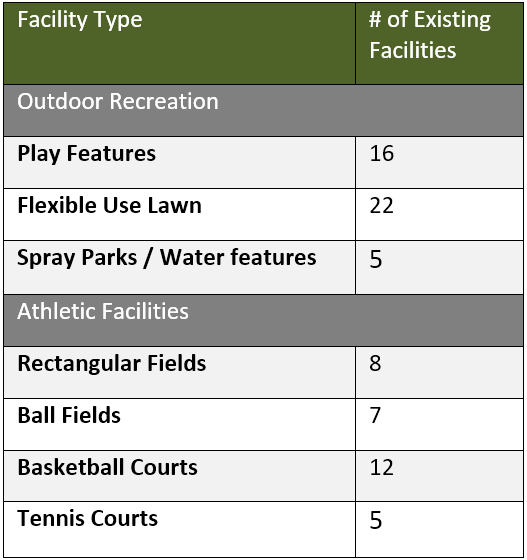 Facility Type # of Existing
Facilities
Outdoor Recreation
Play Features 16
Flexible Use Lawn 22
Spray Parks / Water features 5
Athletic Facilities
Rectangular Fields 8
Ball Fields 7
Basketball Courts 12
Tennis Courts 5